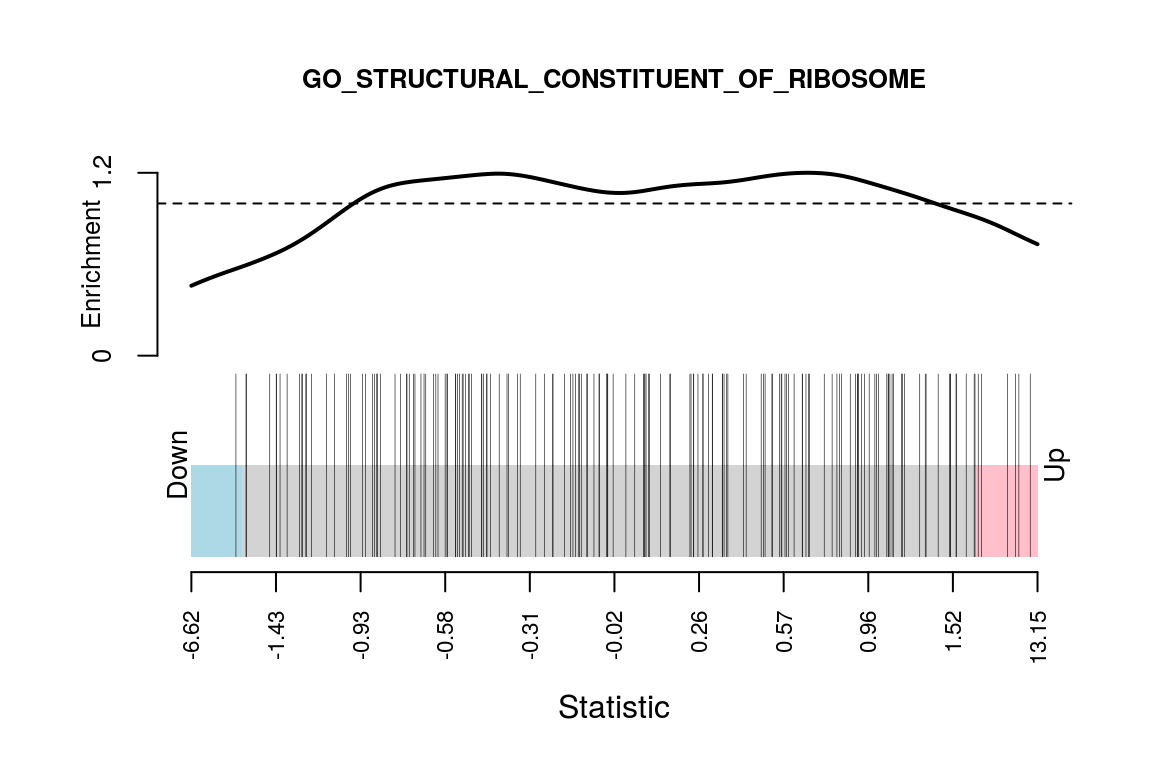 GO_STRUCTURAL_CONSTITUENT_OF_RIBOSOME
Enrichment
0
1.2
Down
Up
-6.62
-1.43
-0.93
-0.58
-0.31
-0.02
0.26
0.57
0.96
1.52
13.15
Statistic